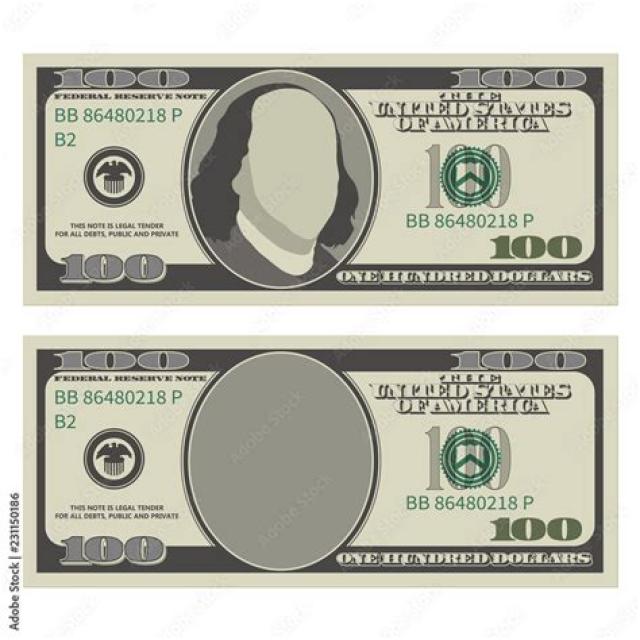 100 100
FEDERAL RESERVE NOTE
BB 86480218 P
B2
THE
UNITED STATES
OF AMERICA
100
BB 86480218 P
THIS NOTE IS LEGAL TENDER
FOR ALL DEBTS, PUBLIC AND PRIVATE
100
100
ONE HUNDRED DOLLARS
100 100
FEDERAL RESERVE NOTE
BB 86480218 P
B2
THE
UNITED STATES
OF AMERICA
100
BB 86480218 P
THIS NOTE IS LEGAL TENDER
FOR ALL DEBTS, PUBLIC AND PRIVATE
100
100
ONE HUNDRED DOLLARS
Adobe Stock | #231150186